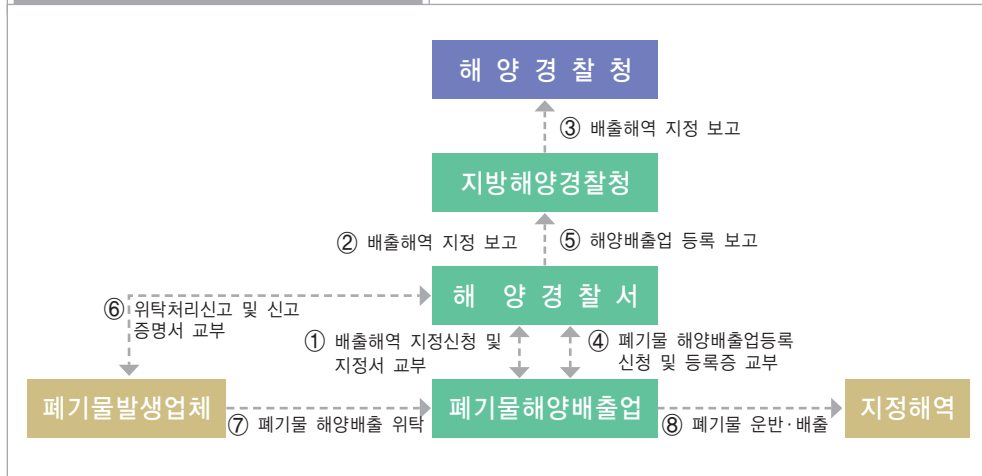 해 양 경 찰 청
③ 배출해역 지정 보고
지방해양경찰청
② 배출해역 지정 보고
⑤ 해양배출업 등록 보고
해 양 경 찰 서
⑥ 위탁처리신고 및 신고
증명서 교부
① 배출해역 지정신청 및
지정서 교부
④ 폐기물 해양배출업등록
신청 및 등록증 교부
폐기물발생업체
⑦ 폐기물 해양배출 위탁
폐기물해양배출업
⑧ 폐기물 운반·배출
지정해역